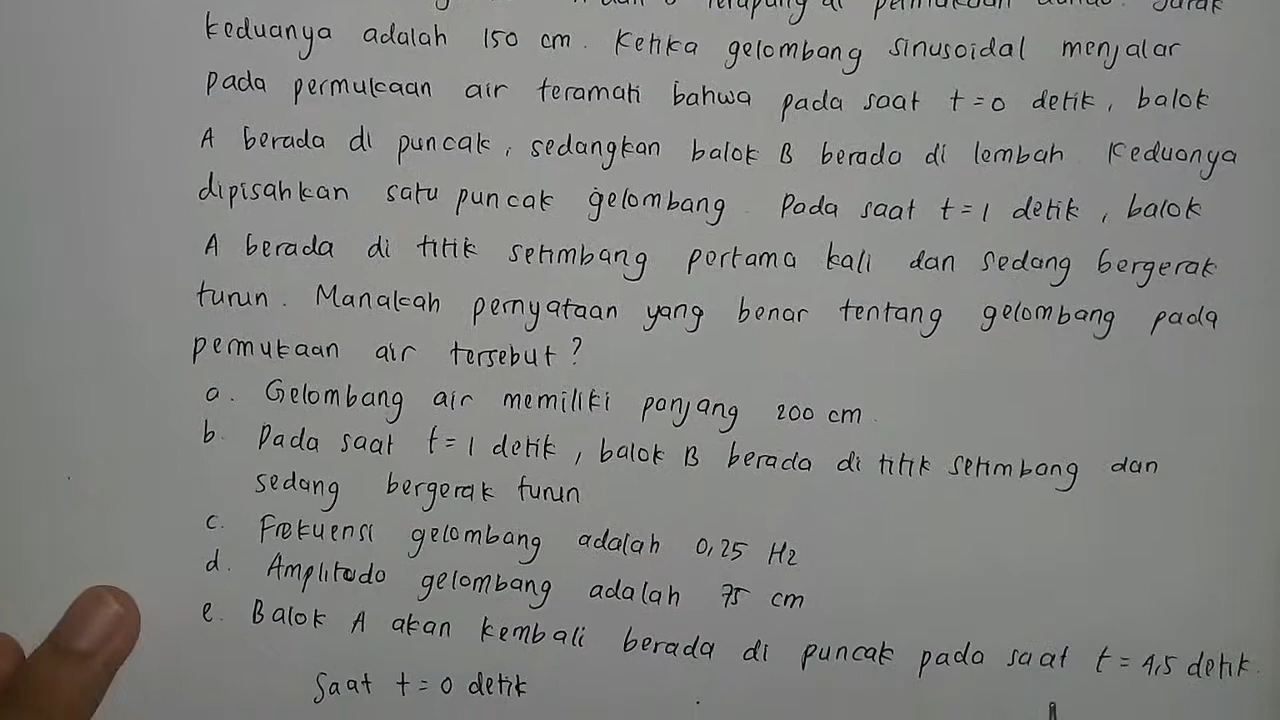 terapung di permukaan
keduanya adalah 150 cm. Ketika gelombang sinusoidal menjalar
pada permukaan air teramati bahwa pada saat t=0 detik, balok
A berada di puncak, sedangkan balok B berada di lembah Keduanya
dipisahkan satu puncak gelombang. Pada saat t=1 detik, balok
A berada di titik setimbang pertama kali dan sedang bergerak
turun. Manakah pernyataan yang benar tentang gelombang pada
permukaan air tersebut?
a. Gelombang air memiliki panjang 200 cm.
b. Pada saat t=1 detik, balok B berada di titik setimbang dan
sedang bergerak turun
c. Frekuensi gelombang adalah 0,25 Hz
d. Amplitudo gelombang adalah 75 cm
e. Balok A akan kembali berada di puncak pada saat t = 4,5 detik.
Saat t = 0 detik